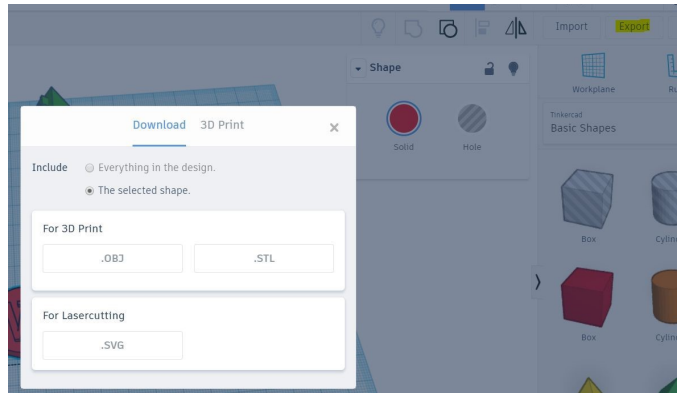 Import Export
Shape
Workplane
Tinkercad
Basic Shapes
Solid Hole
Download 3D Print
Include Everything in the design.
The selected shape.
For 3D Print
.OBJ .STL
For Lasercutting
.SVG
Box
Box